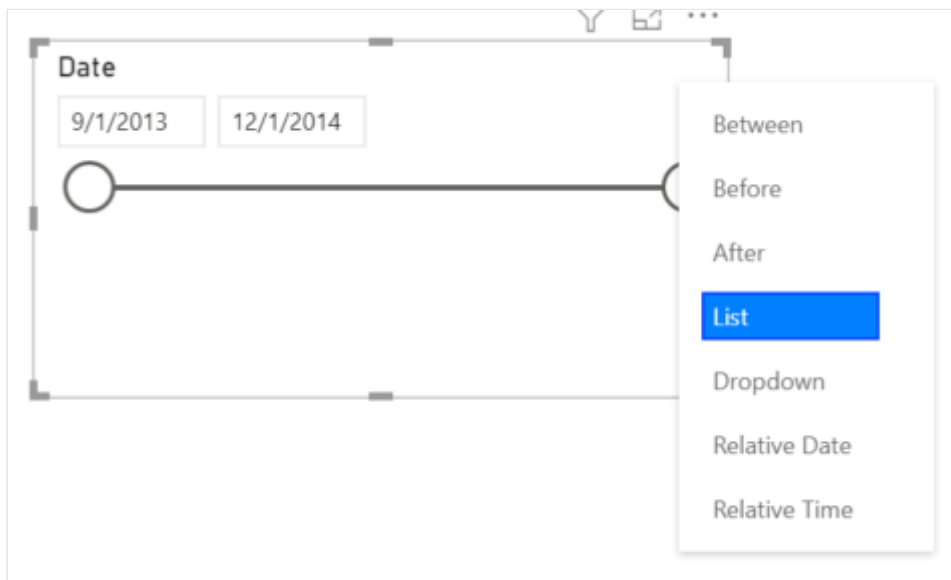 Date
9/1/2013 12/1/2014
Between
Before
After
List
Dropdown
Relative Date
Relative Time